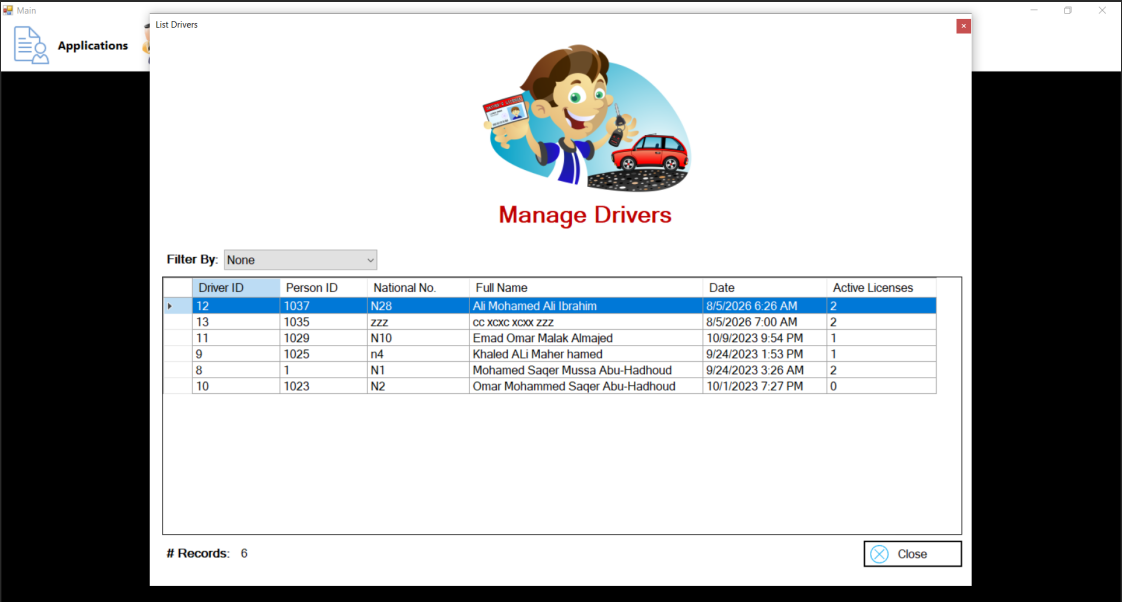 Main
List Drivers
Applications
Manage Drivers
Filter By: None
Driver ID Person ID National No. Full Name Date Active Licenses
12 1037 N28 Ali Mohamed Ali Ibrahim 8/5/2026 6:26 AM 2
13 1035 zzz cc xcxc xcxx zzz 8/5/2026 7:00 AM 2
11 1029 N10 Emad Omar Malak Almajed 10/9/2023 9:54 PM 1
9 1025 n4 Khaled ALi Maher hamed 9/24/2023 1:53 PM 1
8 1 N1 Mohamed Saqer Mussa Abu-Hadhoud 9/24/2023 3:26 AM 2
10 1023 N2 Omar Mohammed Saqer Abu-Hadhoud 10/1/2023 7:27 PM 0
# Records: 6
Close